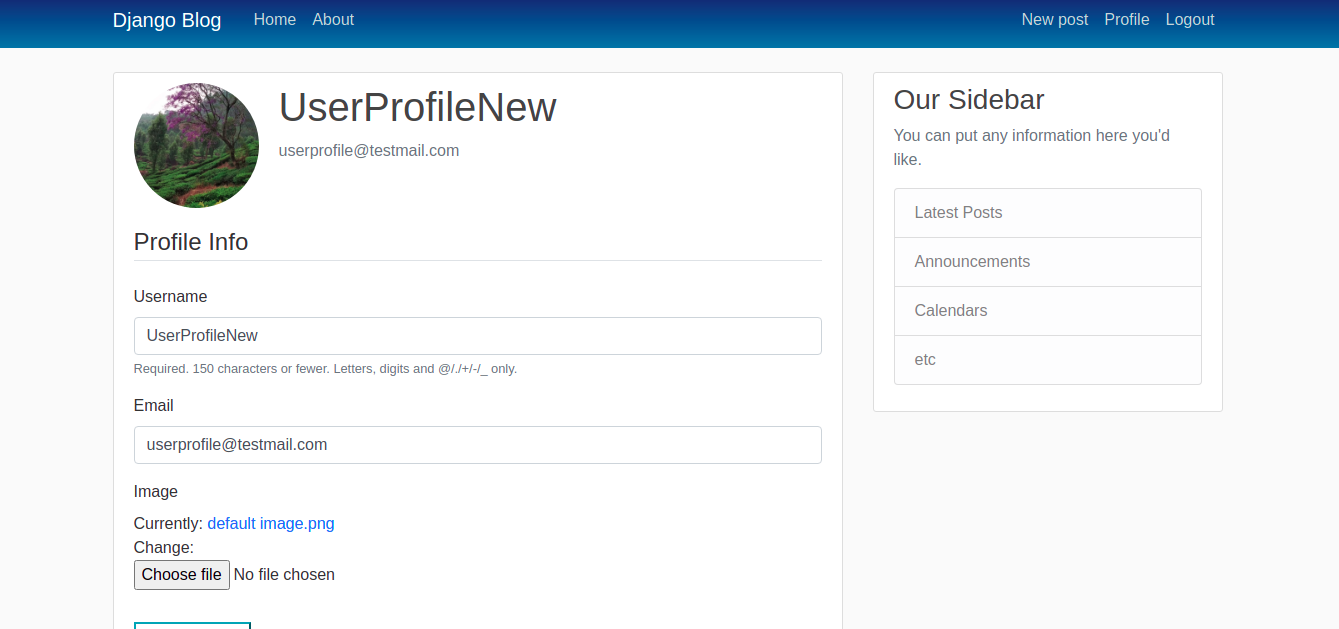 Django Blog Home About New post Profile Logout
UserProfileNew
userprofile@testmail.com
Profile Info
Username
UserProfileNew
Required. 150 characters or fewer. Letters, digits and @/./+/-/_ only.
Email
userprofile@testmail.com
Image
Currently: default image.png
Change:
Choose file No file chosen
Our Sidebar
You can put any information here you'd
like.
Latest Posts
Announcements
Calendars
etc